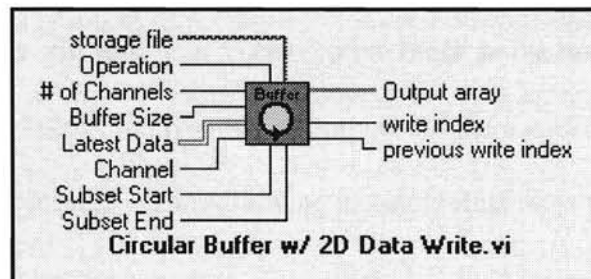 storage file
Operation
# of Channels
Buffer Size
Latest Data
Channel
Subset Start
Subset End
Buffer
Output array
write index
previous write index
Circular Buffer w/ 2D Data Write.vi